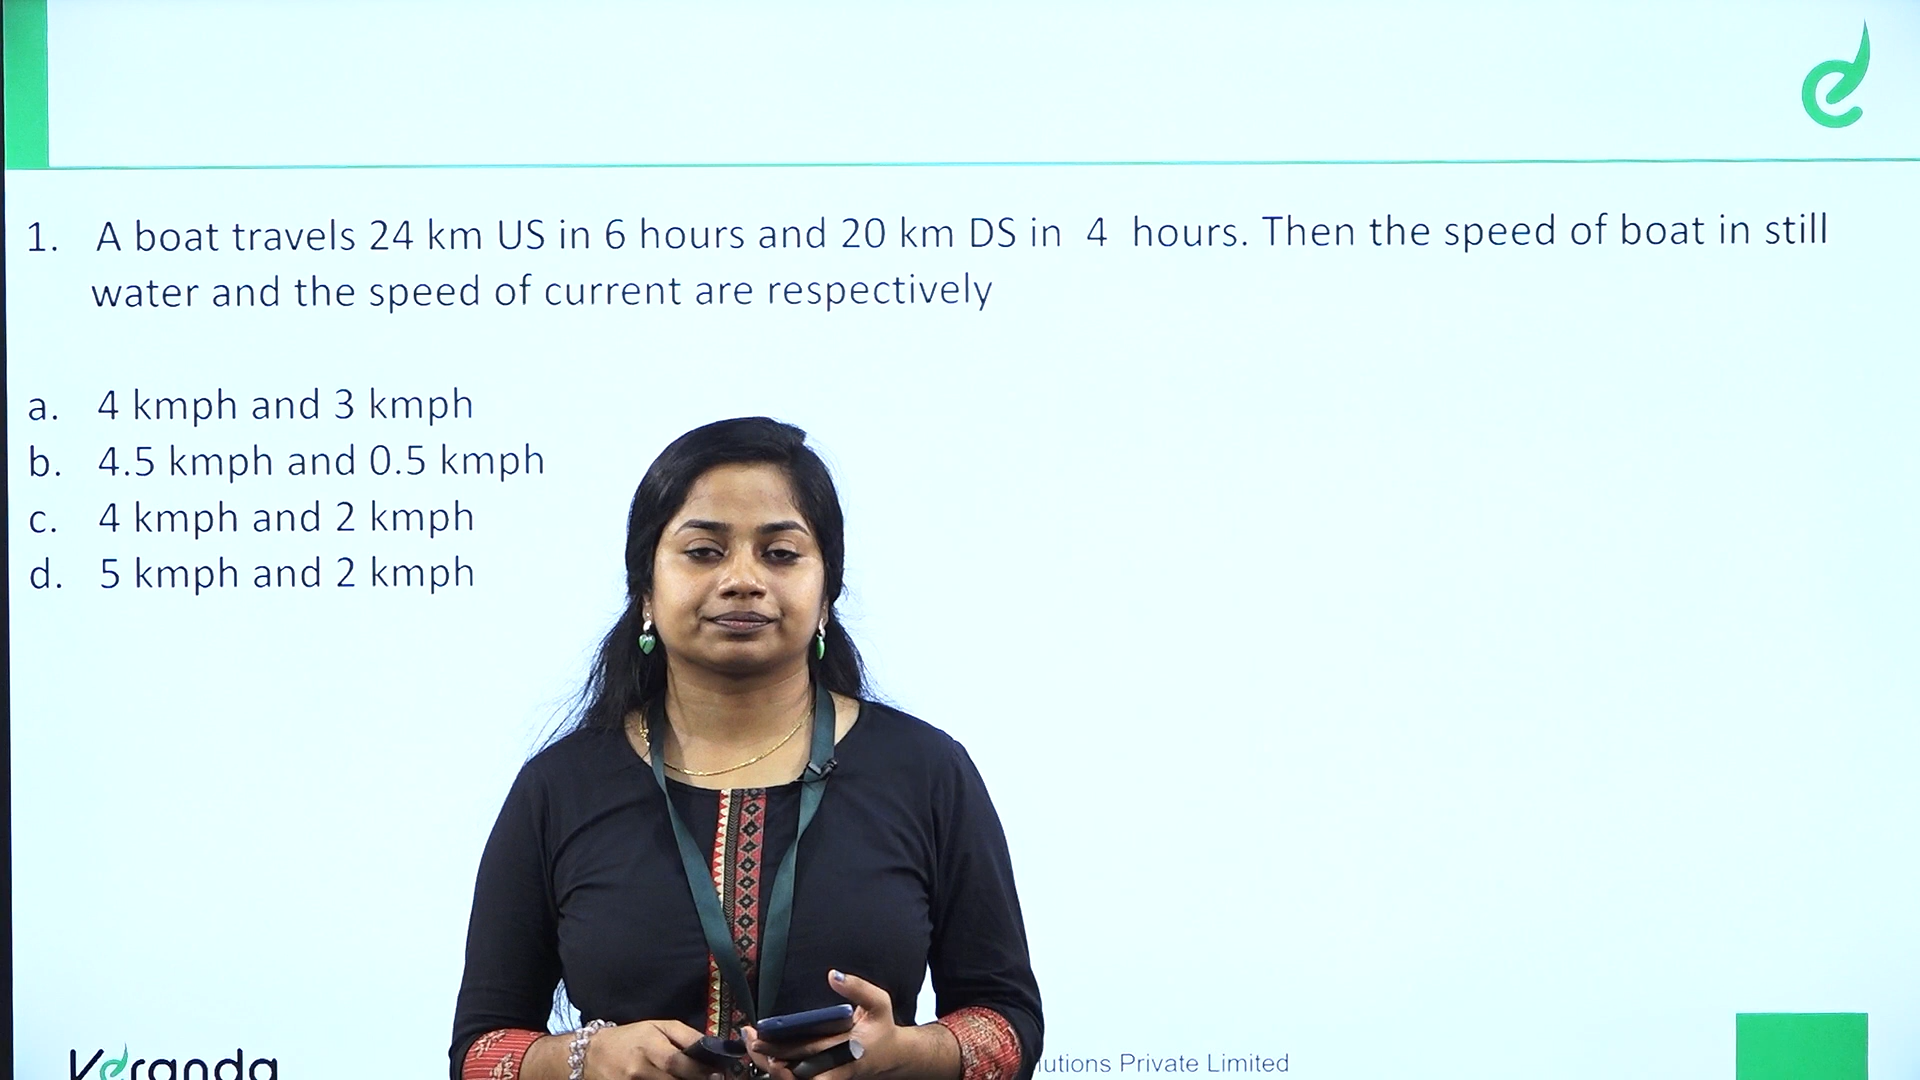 1. A boat travels 24 km US in 6 hours and 20 km DS in 4 hours. Then the speed of boat in still
water and the speed of current are respectively
a. 4 kmph and 3 kmph
b. 4.5 kmph and 0.5 kmph
c. 4 kmph and 2 kmph
d. 5 kmph and 2 kmph
Veranda
Private Limited